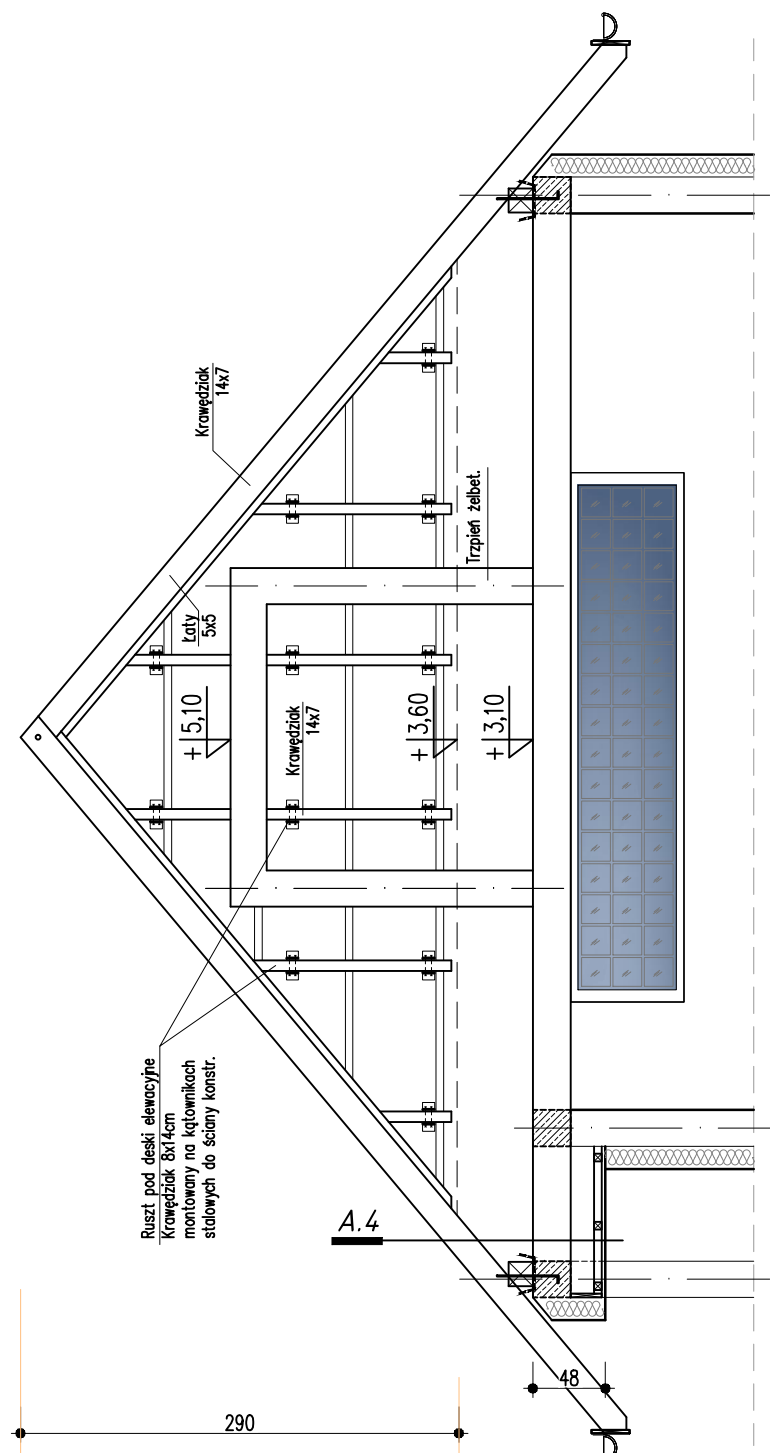 Krawędziak
14x7
Łaty
5x5
Trzpień żelbet.
+ 5,10
Krawędziak
14x7
+ 3,60
+ 3,10
Ruszt pod deski elewacyjne
Krawędziak 8x14cm
montowany na kątownikach
stalowych do ściany konstr.
A.4
48
290